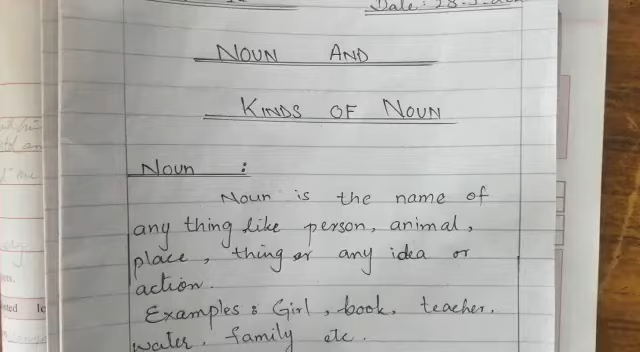 Date:
NOUN AND
KINDS OF NOUN
Noun :
Noun is the name of
any thing like person, animal,
place, thing or any idea or
action.
Examples : Girl, book, teacher.
water. family etc.